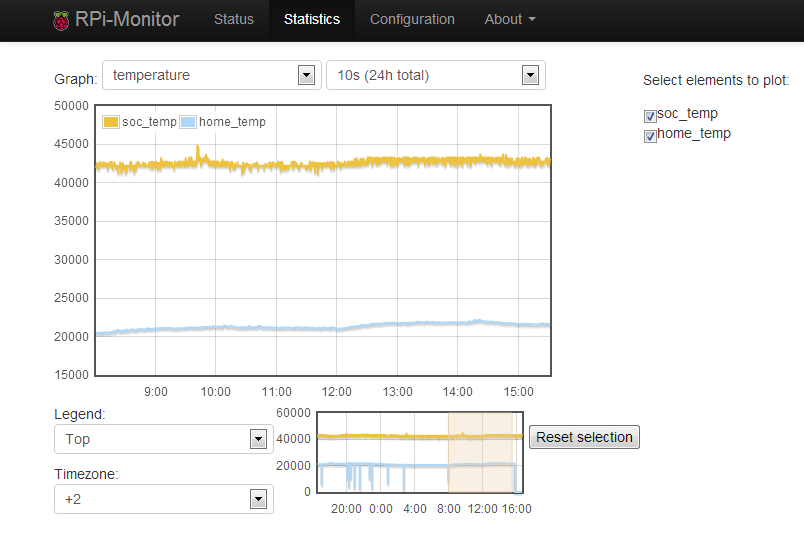 RPi-Monitor Status Statistics Configuration About
Graph: temperature 10s (24h total)
Select elements to plot:
soc_temp
home_temp
50000
soc_temp home_temp
45000
40000
35000
30000
25000
20000
15000
9:00 10:00 11:00 12:00 13:00 14:00 15:00
Legend:
Top
Timezone:
+2
60000
40000
20000
0
20:00 0:00 4:00 8:00 12:00 16:00
Reset selection